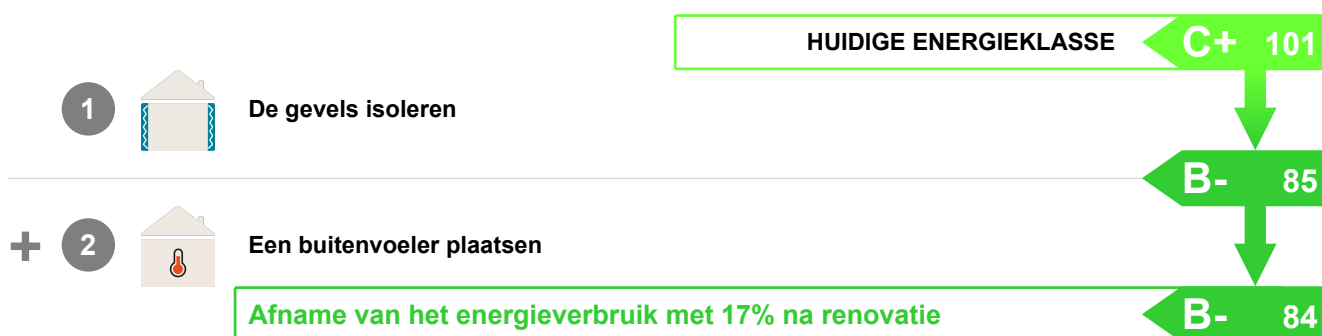 HUIDIGE ENERGIEKLASSE C+ 101
1 De gevels isoleren
B- 85
+ 2 Een buitenvoeler plaatsen
Afname van het energieverbruik met 17% na renovatie B- 84